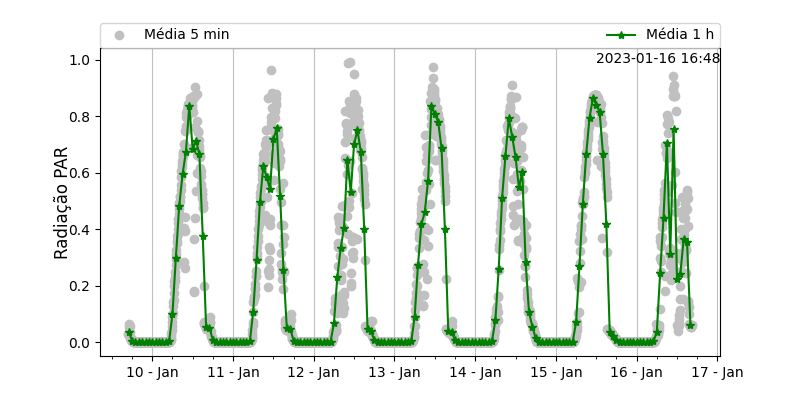 Média 5 min
Média 1 h
2023-01-16 16:48
Radiação PAR
1.0
0.8
0.6
0.4
0.2
0.0
10 - Jan
11 - Jan
12 - Jan
13 - Jan
14 - Jan
15 - Jan
16 - Jan
17 - Jan